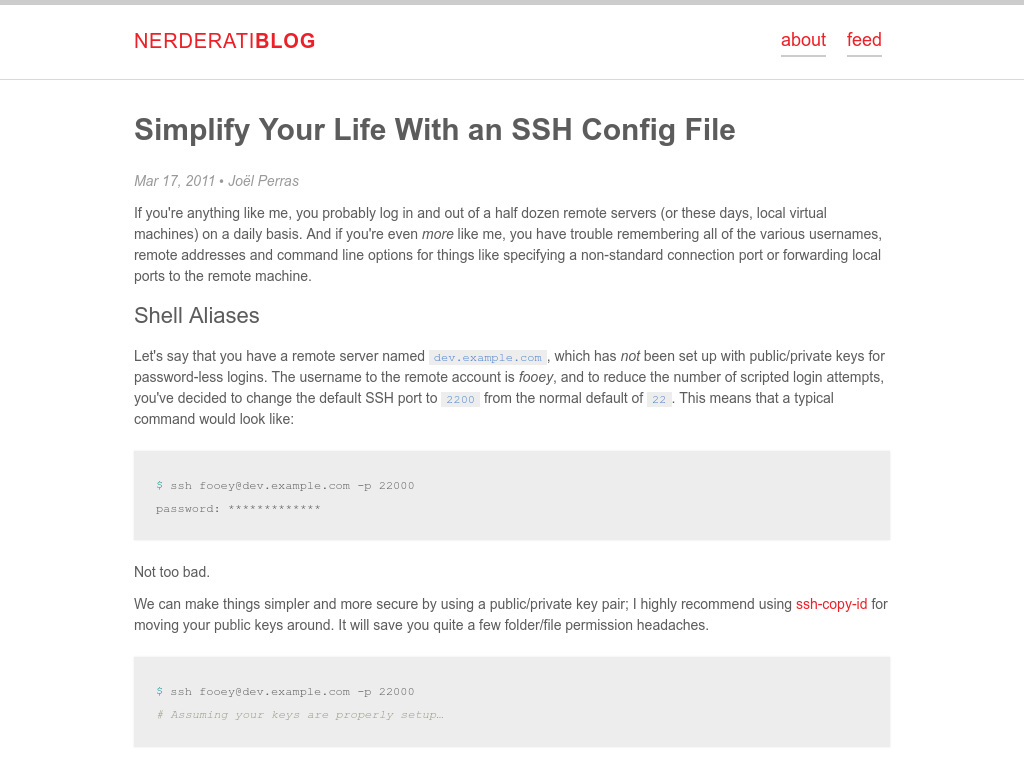 NERDERATIBLOG
about
feed
Simplify Your Life With an SSH Config File
Mar 17, 2011 • Joël Perras
If you're anything like me, you probably log in and out of a half dozen remote servers (or these days, local virtual
machines) on a daily basis. And if you're even more like me, you have trouble remembering all of the various usernames,
remote addresses and command line options for things like specifying a non-standard connection port or forwarding local
ports to the remote machine.
Shell Aliases
Let's say that you have a remote server named dev.example.com, which has not been set up with public/private keys for
password-less logins. The username to the remote account is fooey, and to reduce the number of scripted login attempts,
you've decided to change the default SSH port to 2200 from the normal default of 22. This means that a typical
command would look like:
$ ssh fooey@dev.example.com -p 22000
password: *************
Not too bad.
We can make things simpler and more secure by using a public/private key pair; I highly recommend using ssh-copy-id for
moving your public keys around. It will save you quite a few folder/file permission headaches.
$ ssh fooey@dev.example.com -p 22000
# Assuming your keys are properly setup…